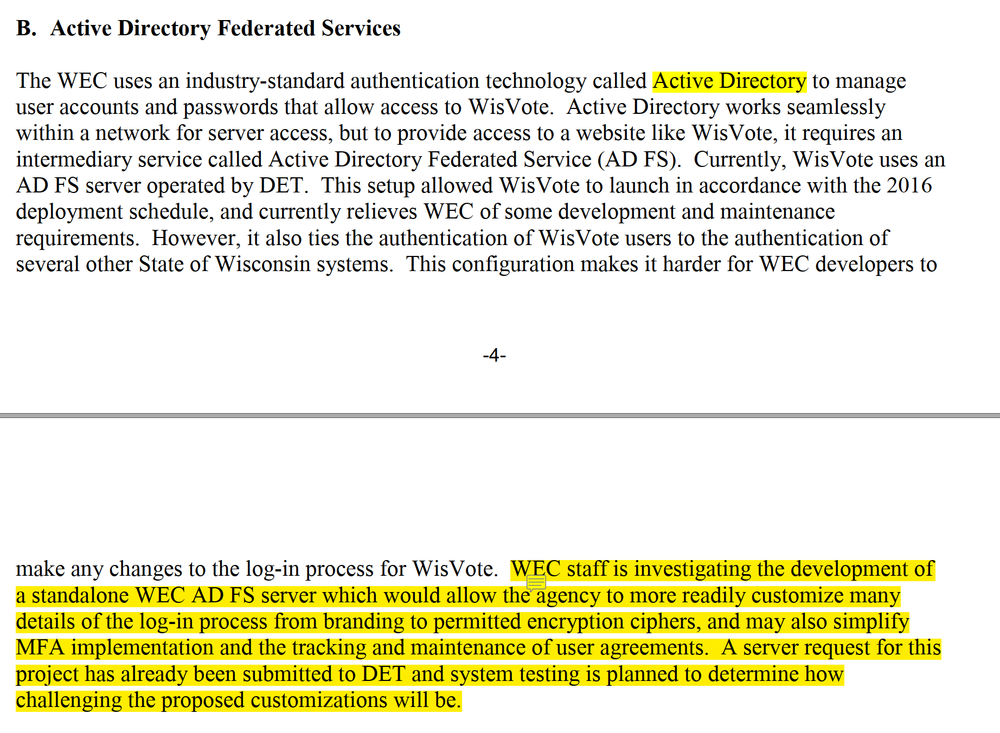 B.  Active Directory Federated Services
The WEC uses an industry-standard authentication technology called Active Directory to manage
user accounts and passwords that allow access to WisVote.  Active Directory works seamlessly
within a network for server access, but to provide access to a website like WisVote, it requires an
intermediary service called Active Directory Federated Service (AD FS).  Currently, WisVote uses an
AD FS server operated by DET.  This setup allowed WisVote to launch in accordance with the 2016
deployment schedule, and currently relieves WEC of some development and maintenance
requirements.  However, it also ties the authentication of WisVote users to the authentication of
several other State of Wisconsin systems.  This configuration makes it harder for WEC developers to
-4-
make any changes to the log-in process for WisVote.  WEC staff is investigating the development of
a standalone WEC AD FS server which would allow the agency to more readily customize many
details of the log-in process from branding to permitted encryption ciphers, and may also simplify
MFA implementation and the tracking and maintenance of user agreements.  A server request for this
project has already been submitted to DET and system testing is planned to determine how
challenging the proposed customizations will be.